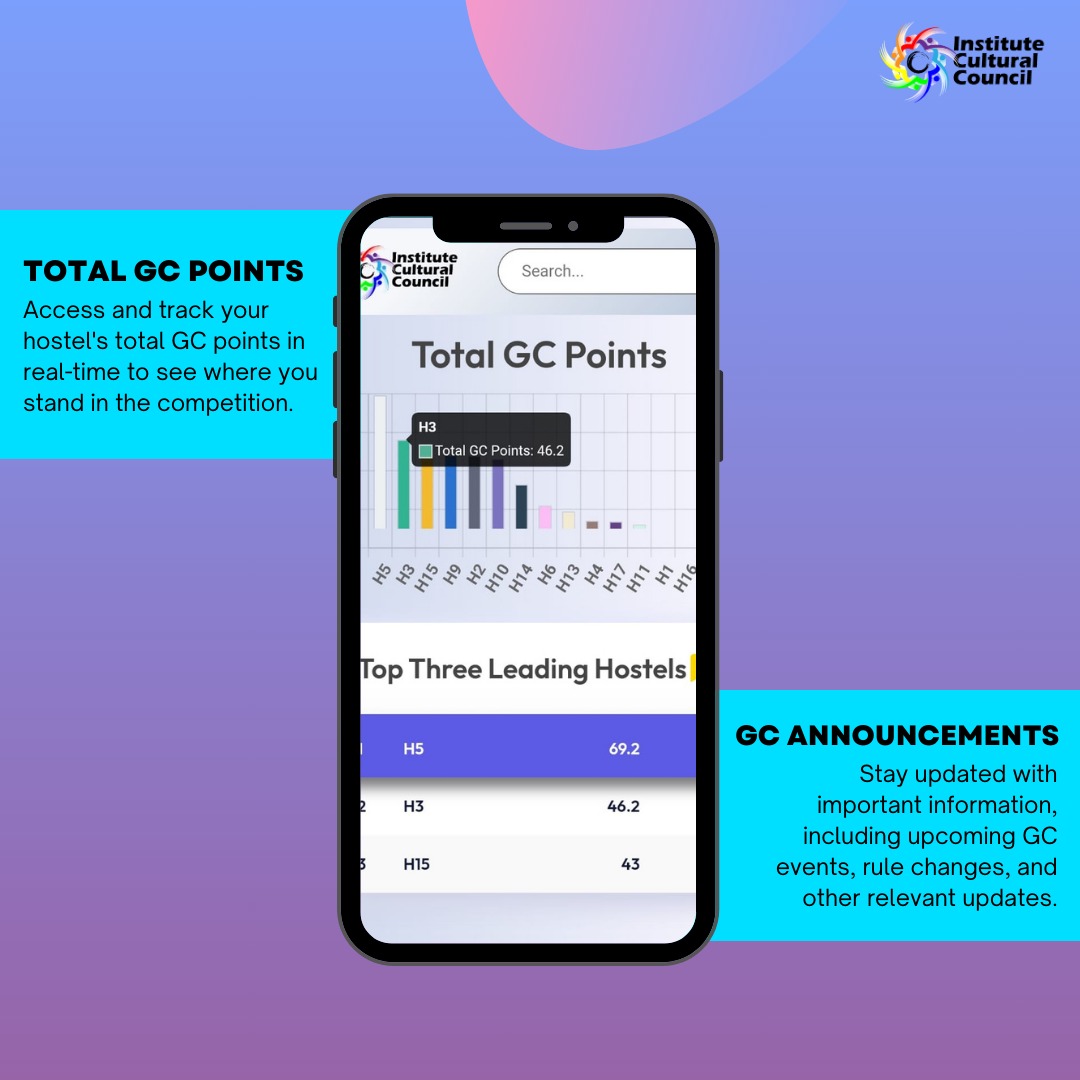 Institute
Cultural
Council
TOTAL GC POINTS
Access and track your
hostel's total GC points in
real-time to see where you
stand in the competition.
Institute
Cultural
Council
Search...
Total GC Points
H3
Total GC Points: 46.2
H5 H3 H15 H9 H2 H10 H14 H6 H13 H4 H17 H11 H1 H16
Top Three Leading Hostels
H5 69.2
2 H3 46.2
3 H15 43
GC ANNOUNCEMENTS
Stay updated with
important information,
including upcoming GC
events, rule changes, and
other relevant updates.